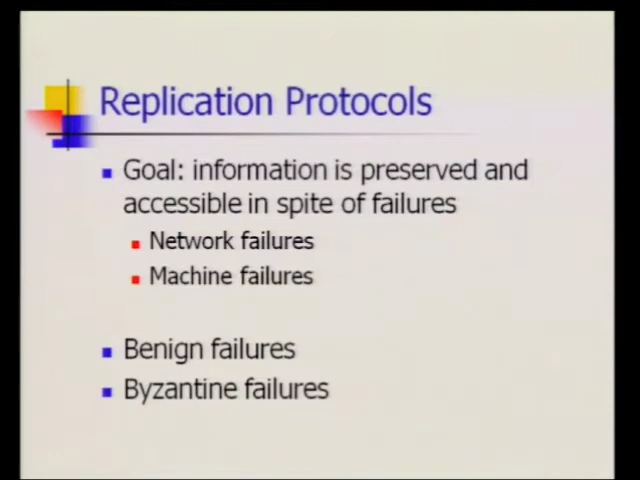 Replication Protocols
Goal: information is preserved and
accessible in spite of failures
Network failures
Machine failures
Benign failures
Byzantine failures